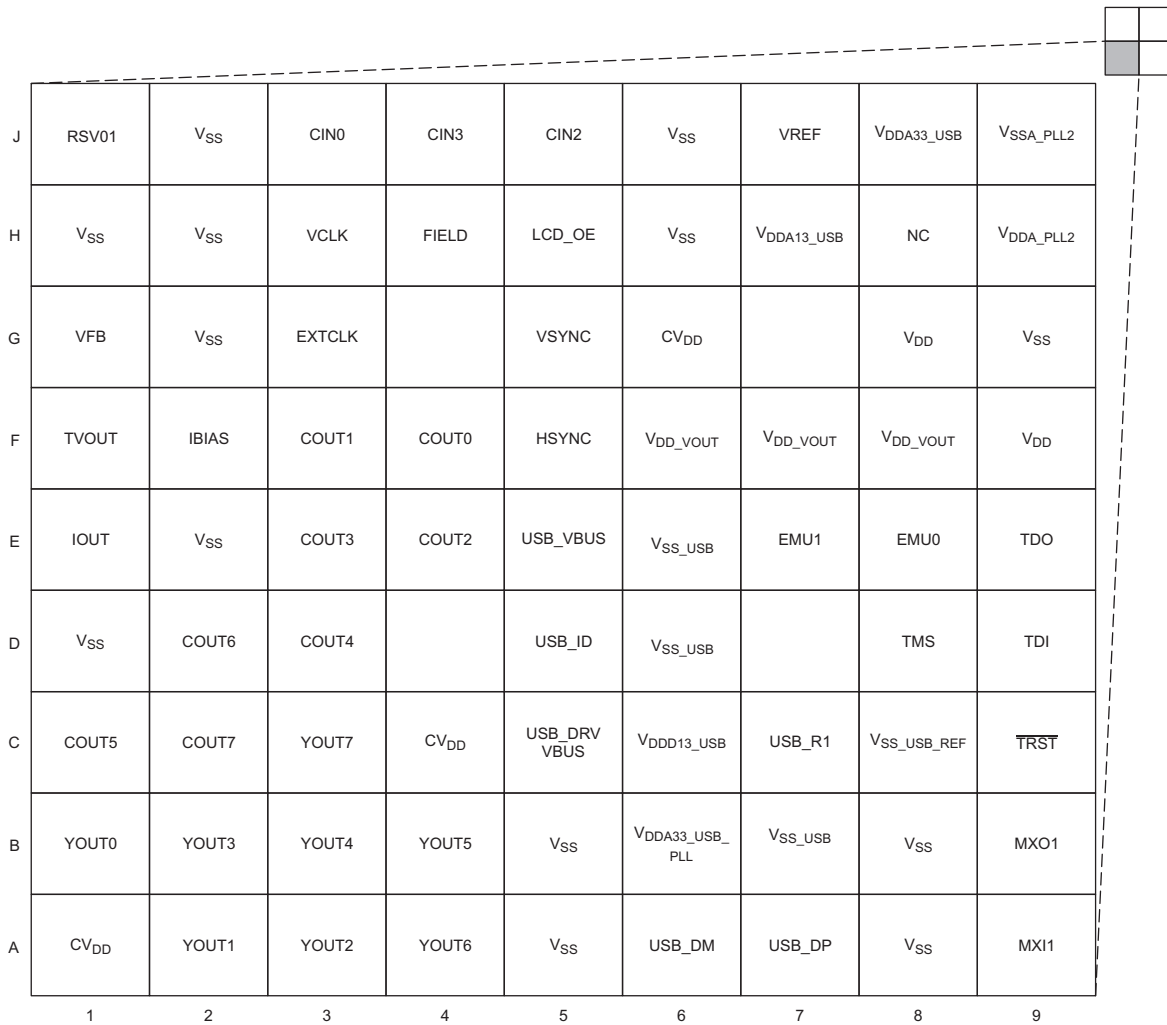 J RSV01 VSS CIN0 CIN3 CIN2 VSS VREF VDDA33_USB VSSA_PLL2
H VSS VSS VCLK FIELD LCD_OE VSS VDDA13_USB NC VDDA_PLL2
G VFB VSS EXTCLK VSYNC CVDD VDD VSS
F TVOUT IBIAS COUT1 COUT0 HSYNC VDD_VOUT VDD_VOUT VDD_VOUT VDD
E IOUT VSS COUT3 COUT2 USB_VBUS VSS_USB EMU1 EMU0 TDO
D VSS COUT6 COUT4 USB_ID VSS_USB TMS TDI
C COUT5 COUT7 YOUT7 CVDD USB_DRV VBUS VDDD13_USB USB_R1 VSS_USB_REF TRST
B YOUT0 YOUT3 YOUT4 YOUT5 VSS VDDA33_USB_ PLL VSS_USB VSS MXO1
A CVDD YOUT1 YOUT2 YOUT6 VSS USB_DM USB_DP VSS MXI1
1 2 3 4 5 6 7 8 9